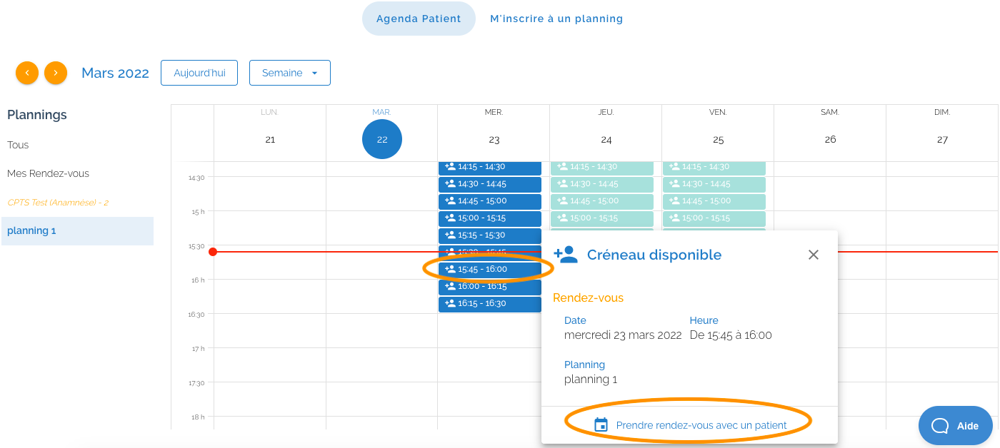 Agenda Patient
M'inscrire à un planning
Mars 2022
Aujourd'hui
Semaine
Plannings
Tous
Mes Rendez-vous
CPTS Test (Anamnèse) - 2
planning 1
LUN.
MAR.
MER.
JEU.
VEN.
SAM.
DIM.
21
22
23
24
25
26
27
14:30
15 h
15:30
16 h
16:30
17 h
17:30
18 h
14:15 - 14:30
14:30 - 14:45
14:45 - 15:00
15:00 - 15:15
15:15 - 15:30
15:30 - 15:45
15:45 - 16:00
16:00 - 16:15
16:15 - 16:30
14:15 - 14:30
14:30 - 14:45
14:45 - 15:00
15:00 - 15:15
14:15 - 14:30
14:30 - 14:45
14:45 - 15:00
15:00 - 15:15
Créneau disponible
Rendez-vous
Date
Heure
mercredi 23 mars 2022
De 15:45 à 16:00
Planning
planning 1
Prendre rendez-vous avec un patient
Aide